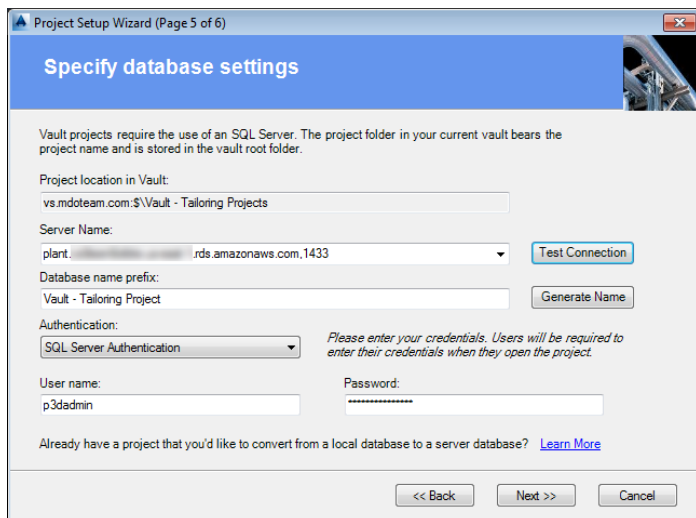 Project Setup Wizard (Page 5 of 6)
Specify database settings
Vault projects require the use of an SQL Server. The project folder in your current vault bears the
project name and is stored in the vault root folder.
Project location in Vault:
vs.mdoteam.com:$\Vault - Tailoring Projects
Server Name:
plant. .rds.amazonaws.com,1433
Test Connection
Database name prefix:
Vault - Tailoring Project
Generate Name
Authentication:
SQL Server Authentication
Please enter your credentials. Users will be required to
enter their credentials when they open the project.
User name:
Password:
p3dadmin
***************
Already have a project that you'd like to convert from a local database to a server database? Learn More
<< Back
Next >>
Cancel